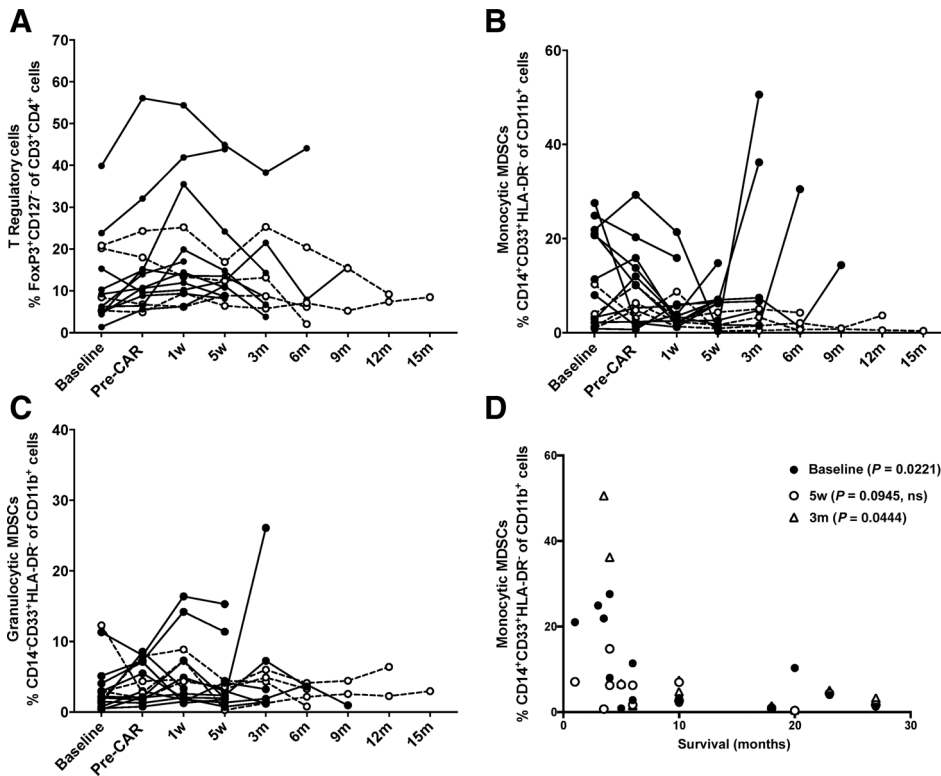 A
T Regulatory cells
% FoxP3⁺CD127⁻ of CD3⁺CD4⁺ cells
70
60
50
40
30
20
10
0
Baseline
Pre-CAR
1w
5w
3m
6m
9m
12m
15m
B
Monocytic MDSCs
% CD14⁺CD33⁺HLA-DR⁻ of CD11b⁺ cells
60
40
20
0
Baseline
Pre-CAR
1w
5w
3m
6m
9m
12m
15m
C
Granulocytic MDSCs
% CD14⁻CD33⁺HLA-DR⁻ of CD11b⁺ cells
40
30
20
10
0
Baseline
Pre-CAR
1w
5w
3m
6m
9m
12m
15m
D
Monocytic MDSCs
% CD14⁺CD33⁺HLA-DR⁻ of CD11b⁺ cells
60
40
20
0
0
10
20
30
Survival (months)
Baseline (P = 0.0221)
5w (P = 0.0945, ns)
3m (P = 0.0444)